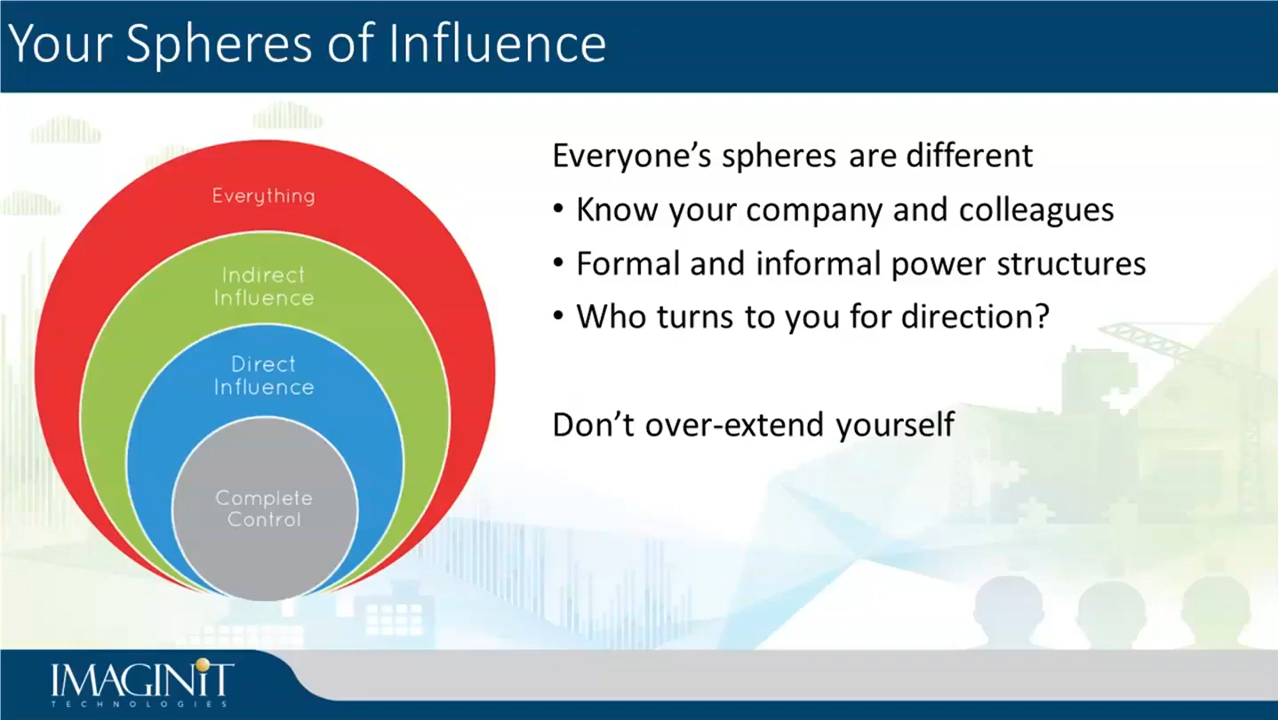 Your Spheres of Influence
Everything
Indirect
Influence
Direct
Influence
Complete
Control
Everyone’s spheres are different
• Know your company and colleagues
• Formal and informal power structures
• Who turns to you for direction?
Don’t over-extend yourself
IMAGINiT
TECHNOLOGIES